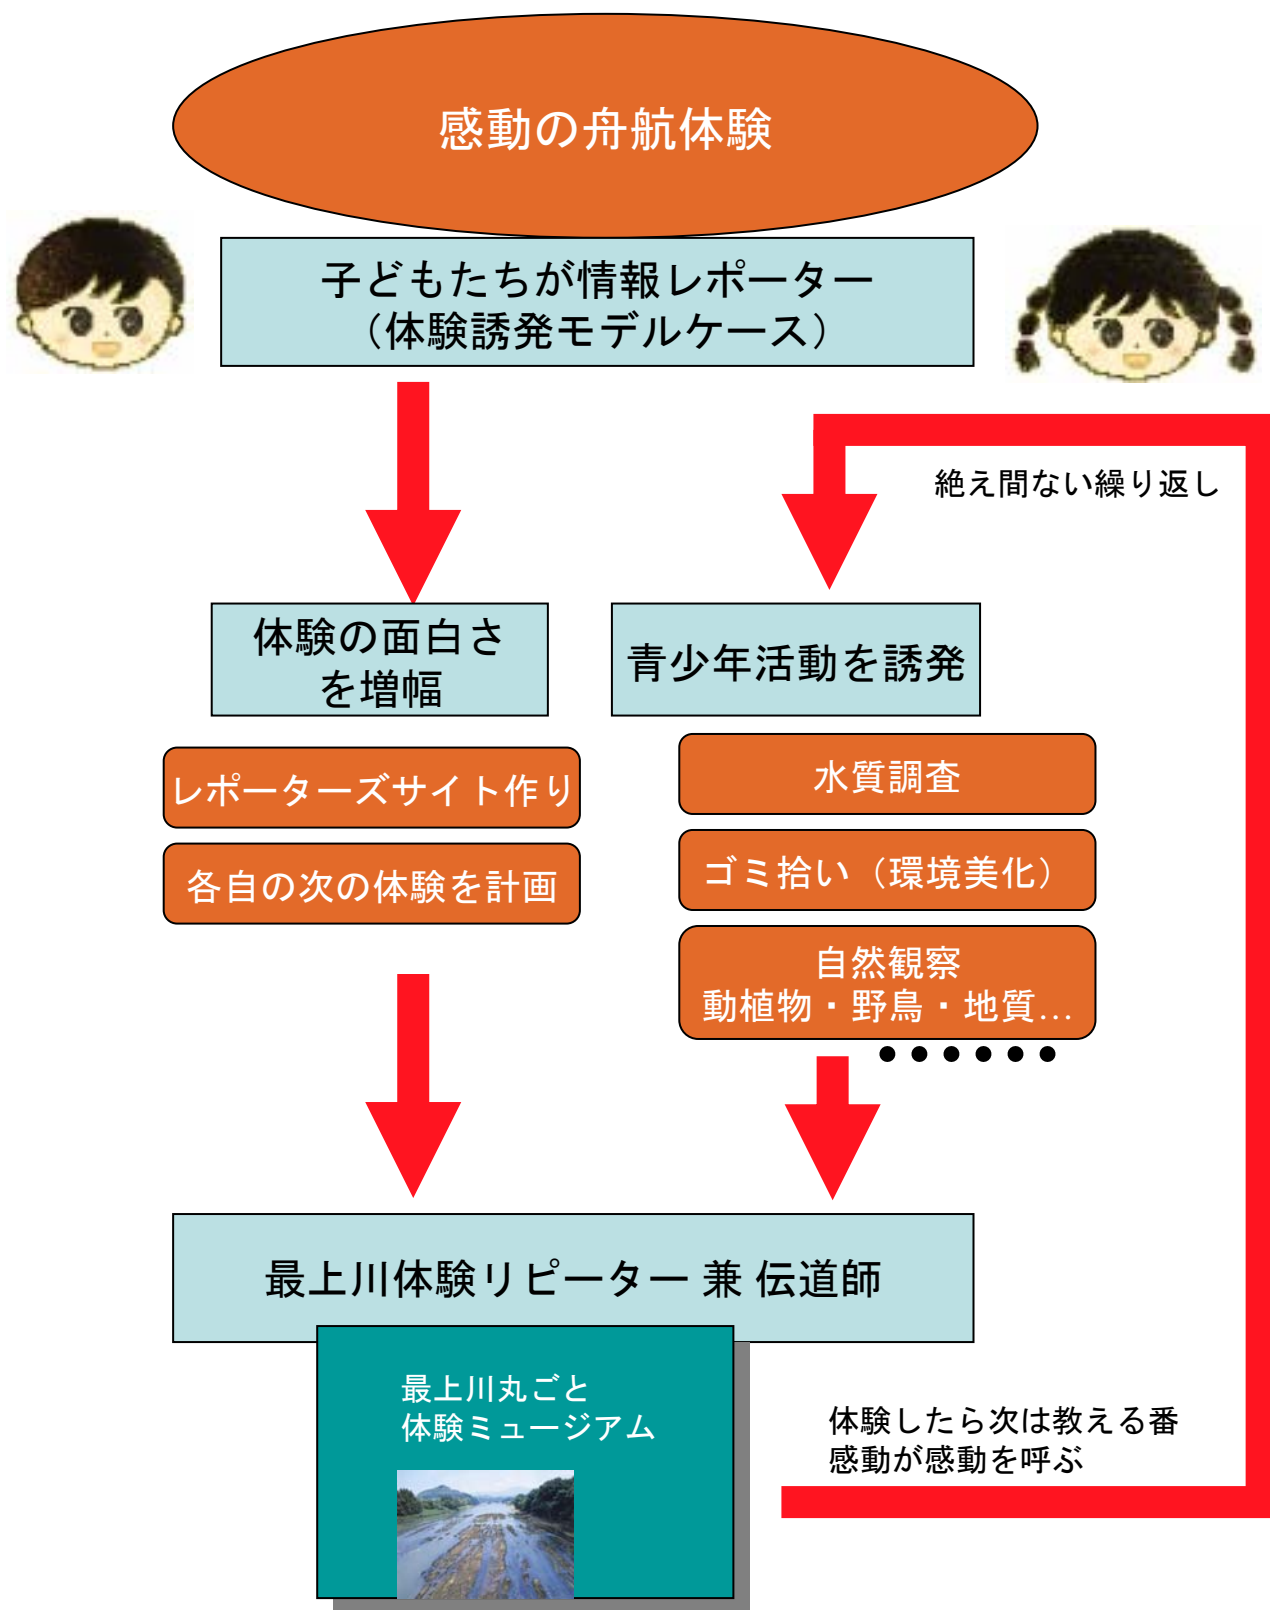 感動の舟航体験
子どもたちが情報レポーター
（体験誘発モデルケース）
絶え間ない繰り返し
体験の面白さ
を増幅
青少年活動を誘発
レポーターズサイト作り
各自の次の体験を計画
水質調査
ゴミ拾い（環境美化）
自然観察
動植物・野鳥・地質…
最上川体験リピーター 兼 伝道師
最上川丸ごと
体験ミュージアム
体験したら次は教える番
感動が感動を呼ぶ